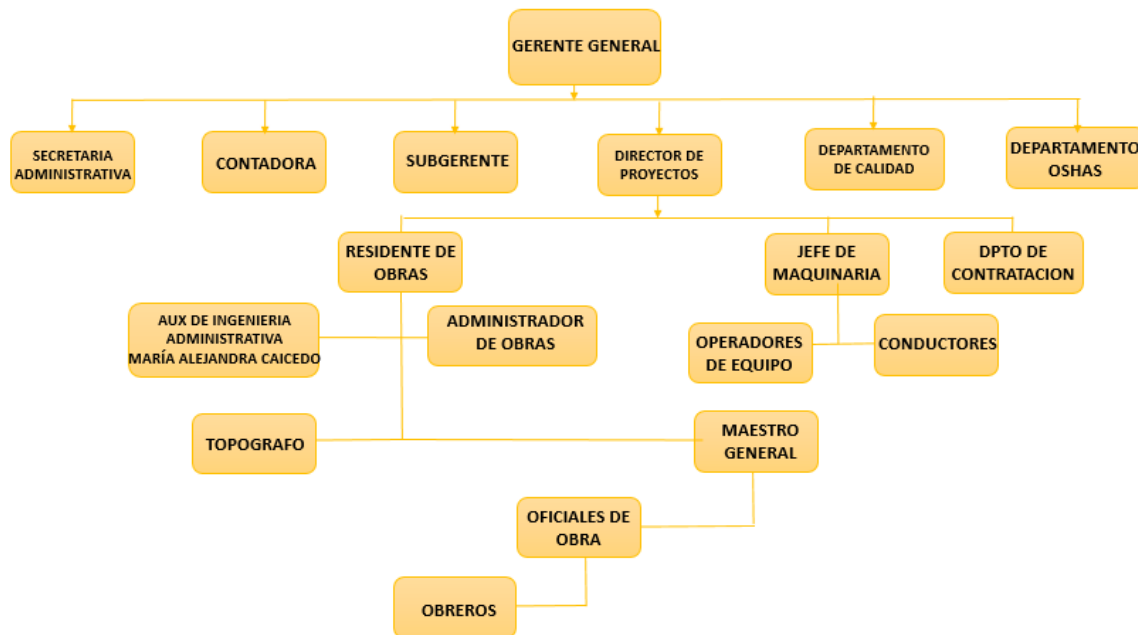 GERENTE GENERAL
SECRETARIA
ADMINISTRATIVA
CONTADORA
SUBGERENTE
DIRECTOR DE
PROYECTOS
DEPARTAMENTO
DE CALIDAD
DEPARTAMENTO
OSHAS
RESIDENTE DE
OBRAS
JEFE DE
MAQUINARIA
DPTO DE
CONTRATACION
AUX DE INGENIERIA
ADMINISTRATIVA
MARÍA ALEJANDRA CAICEDO
ADMINISTRADOR
DE OBRAS
OPERADORES
DE EQUIPO
CONDUCTORES
TOPOGRAFO
MAESTRO
GENERAL
OFICIALES DE
OBRA
OBREROS